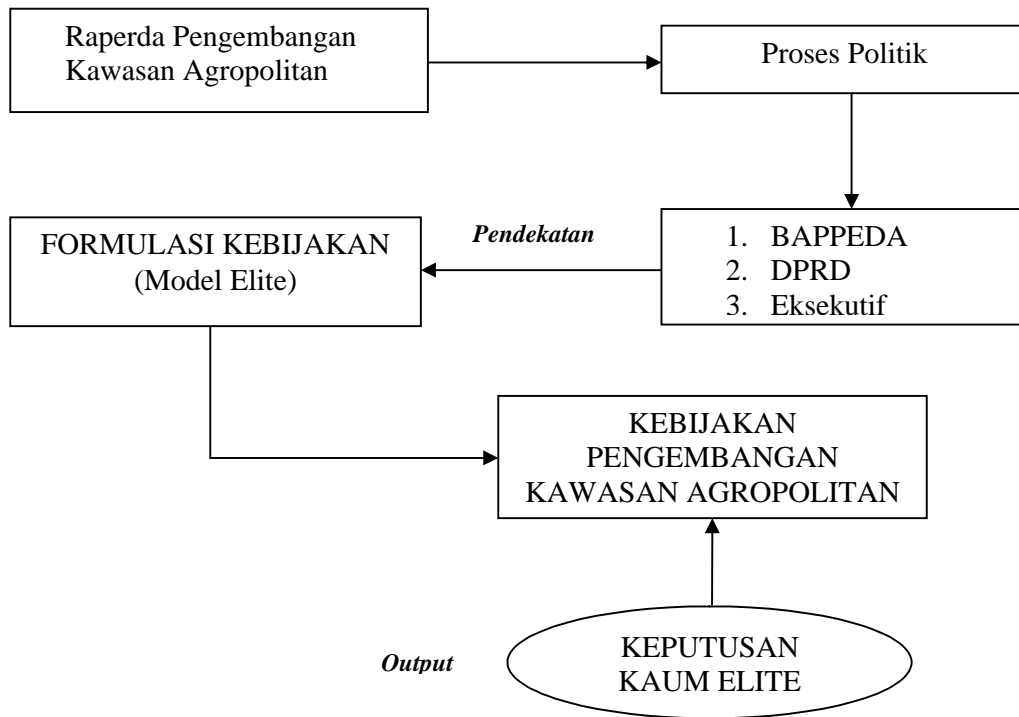 Raperda Pengembangan
Kawasan Agropolitan
Proses Politik
FORMULASI KEBIJAKAN
(Model Elite)
Pendekatan
1. BAPPEDA
2. DPRD
3. Eksekutif
KEBIJAKAN
PENGEMBANGAN
KAWASAN AGROPOLITAN
Output
KEPUTUSAN
KAUM ELITE